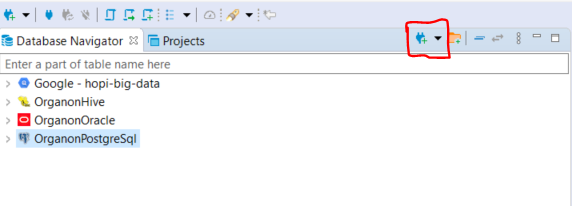 Database Navigator Projects
Enter a part of table name here
Google - hopi-big-data
OrganonHive
OrganonOracle
OrganonPostgreSql